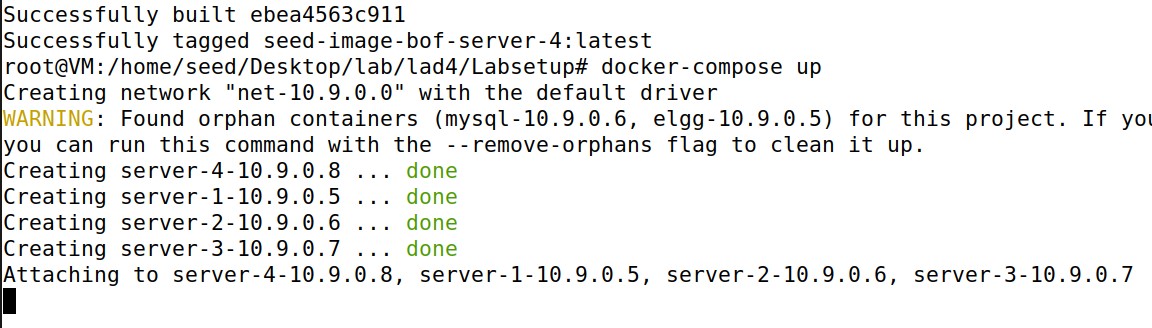 Successfully built ebea4563c911
Successfully tagged seed-image-bof-server-4:latest
root@VM:/home/seed/Desktop/lab/lad4/Labsetup# docker-compose up
Creating network "net-10.9.0.0" with the default driver
WARNING: Found orphan containers (mysql-10.9.0.6, elgg-10.9.0.5) for this project. If you
you can run this command with the --remove-orphans flag to clean it up.
Creating server-4-10.9.0.8 ... done
Creating server-1-10.9.0.5 ... done
Creating server-2-10.9.0.6 ... done
Creating server-3-10.9.0.7 ... done
Attaching to server-4-10.9.0.8, server-1-10.9.0.5, server-2-10.9.0.6, server-3-10.9.0.7